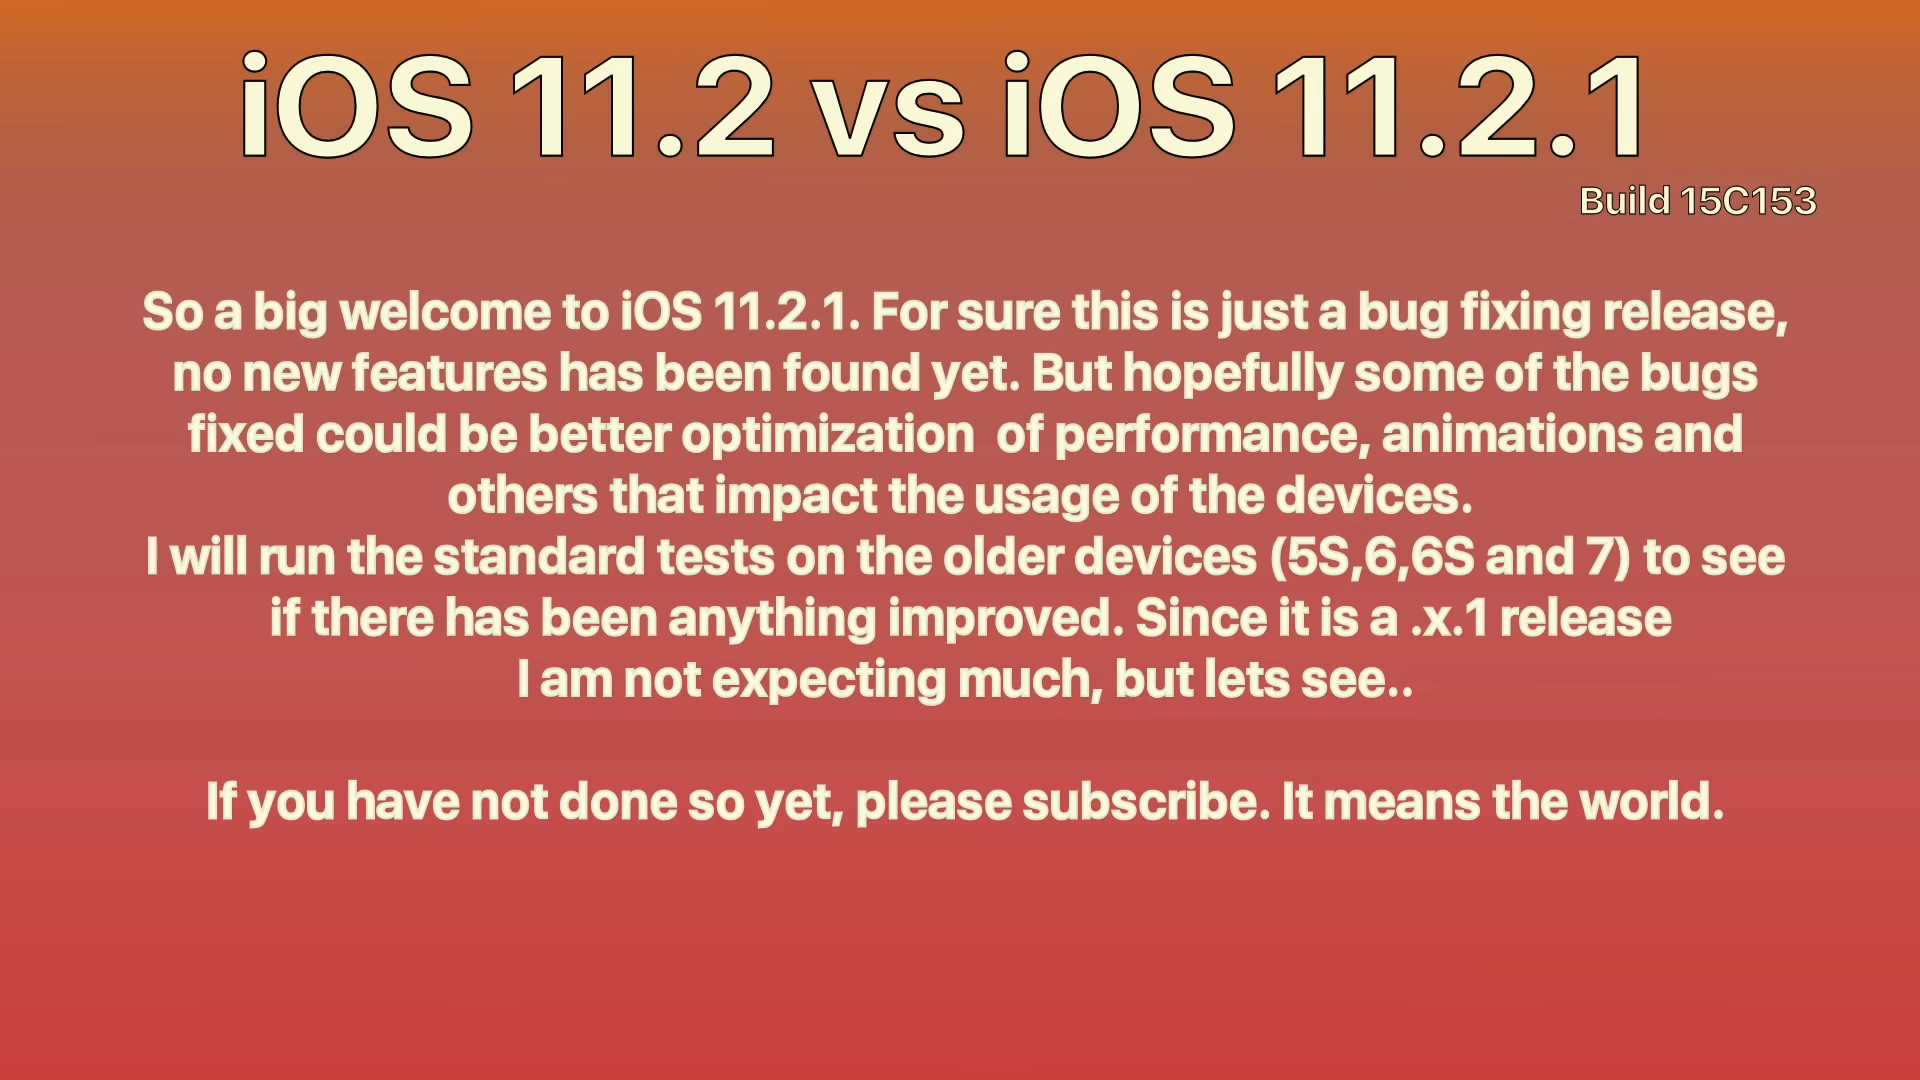 iOS 11.2 vs iOS 11.2.1
Build 15C153
So a big welcome to iOS 11.2.1. For sure this is just a bug fixing release,
no new features has been found yet. But hopefully some of the bugs
fixed could be better optimization  of performance, animations and
others that impact the usage of the devices.
I will run the standard tests on the older devices (5S,6,6S and 7) to see
if there has been anything improved. Since it is a .x.1 release
I am not expecting much, but lets see..
If you have not done so yet, please subscribe. It means the world.